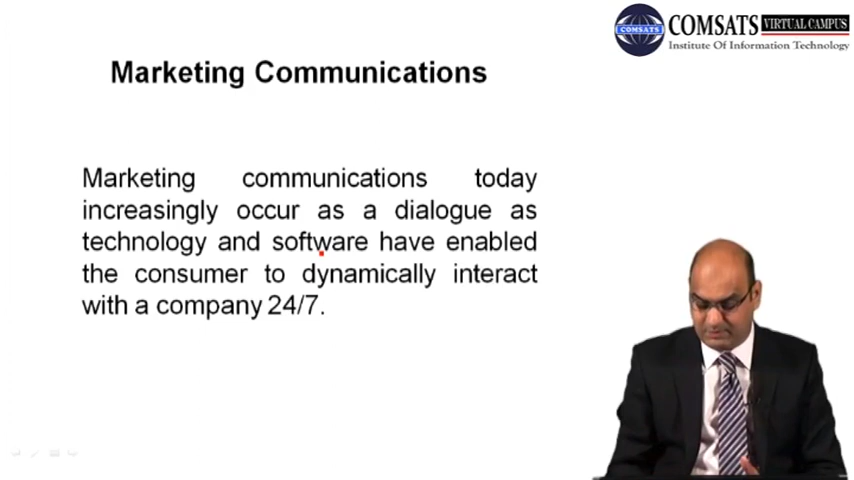 COMSATS VIRTUAL CAMPUS
COMSATS
Institute Of Information Technology
Marketing Communications
Marketing communications today
increasingly occur as a dialogue as
technology and software have enabled
the consumer to dynamically interact
with a company 24/7.